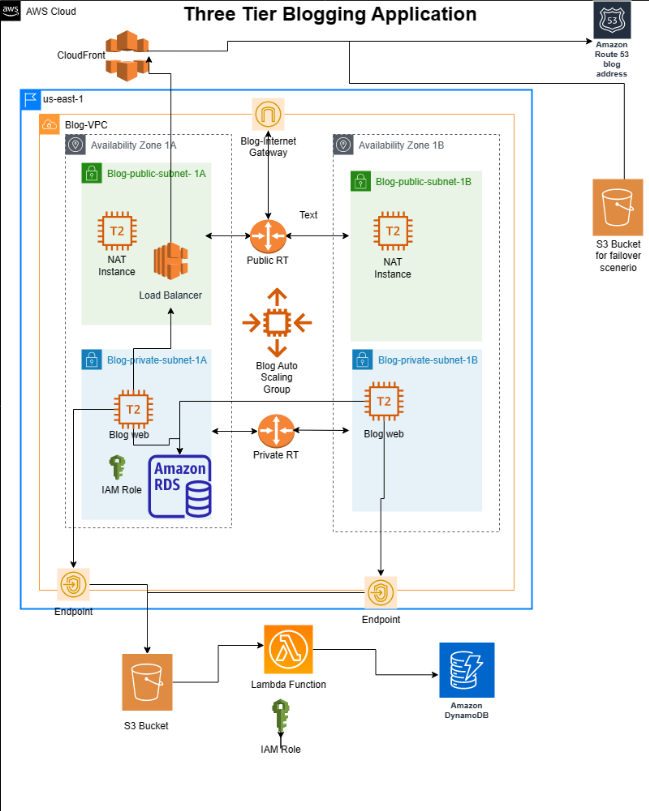 aws
AWS Cloud
Three Tier Blogging Application
53
Amazon
Route 53
blog
address
CloudFront
us-east-1
Blog-VPC
Blog-Internet
Gateway
Availability Zone 1A
Availability Zone 1B
Blog-public-subnet- 1A
Blog-public-subnet-1B
T2
NAT
Instance
Load Balancer
Text
Public RT
T2
NAT
Instance
S3 Bucket
for failover
scenerio
Blog Auto
Scaling
Group
Blog-private-subnet-1A
Blog-private-subnet-1B
T2
Blog web
T2
Blog web
Private RT
IAM Role
Amazon
RDS
Endpoint
Endpoint
S3 Bucket
Lambda Function
IAM Role
Amazon
DynamoDB